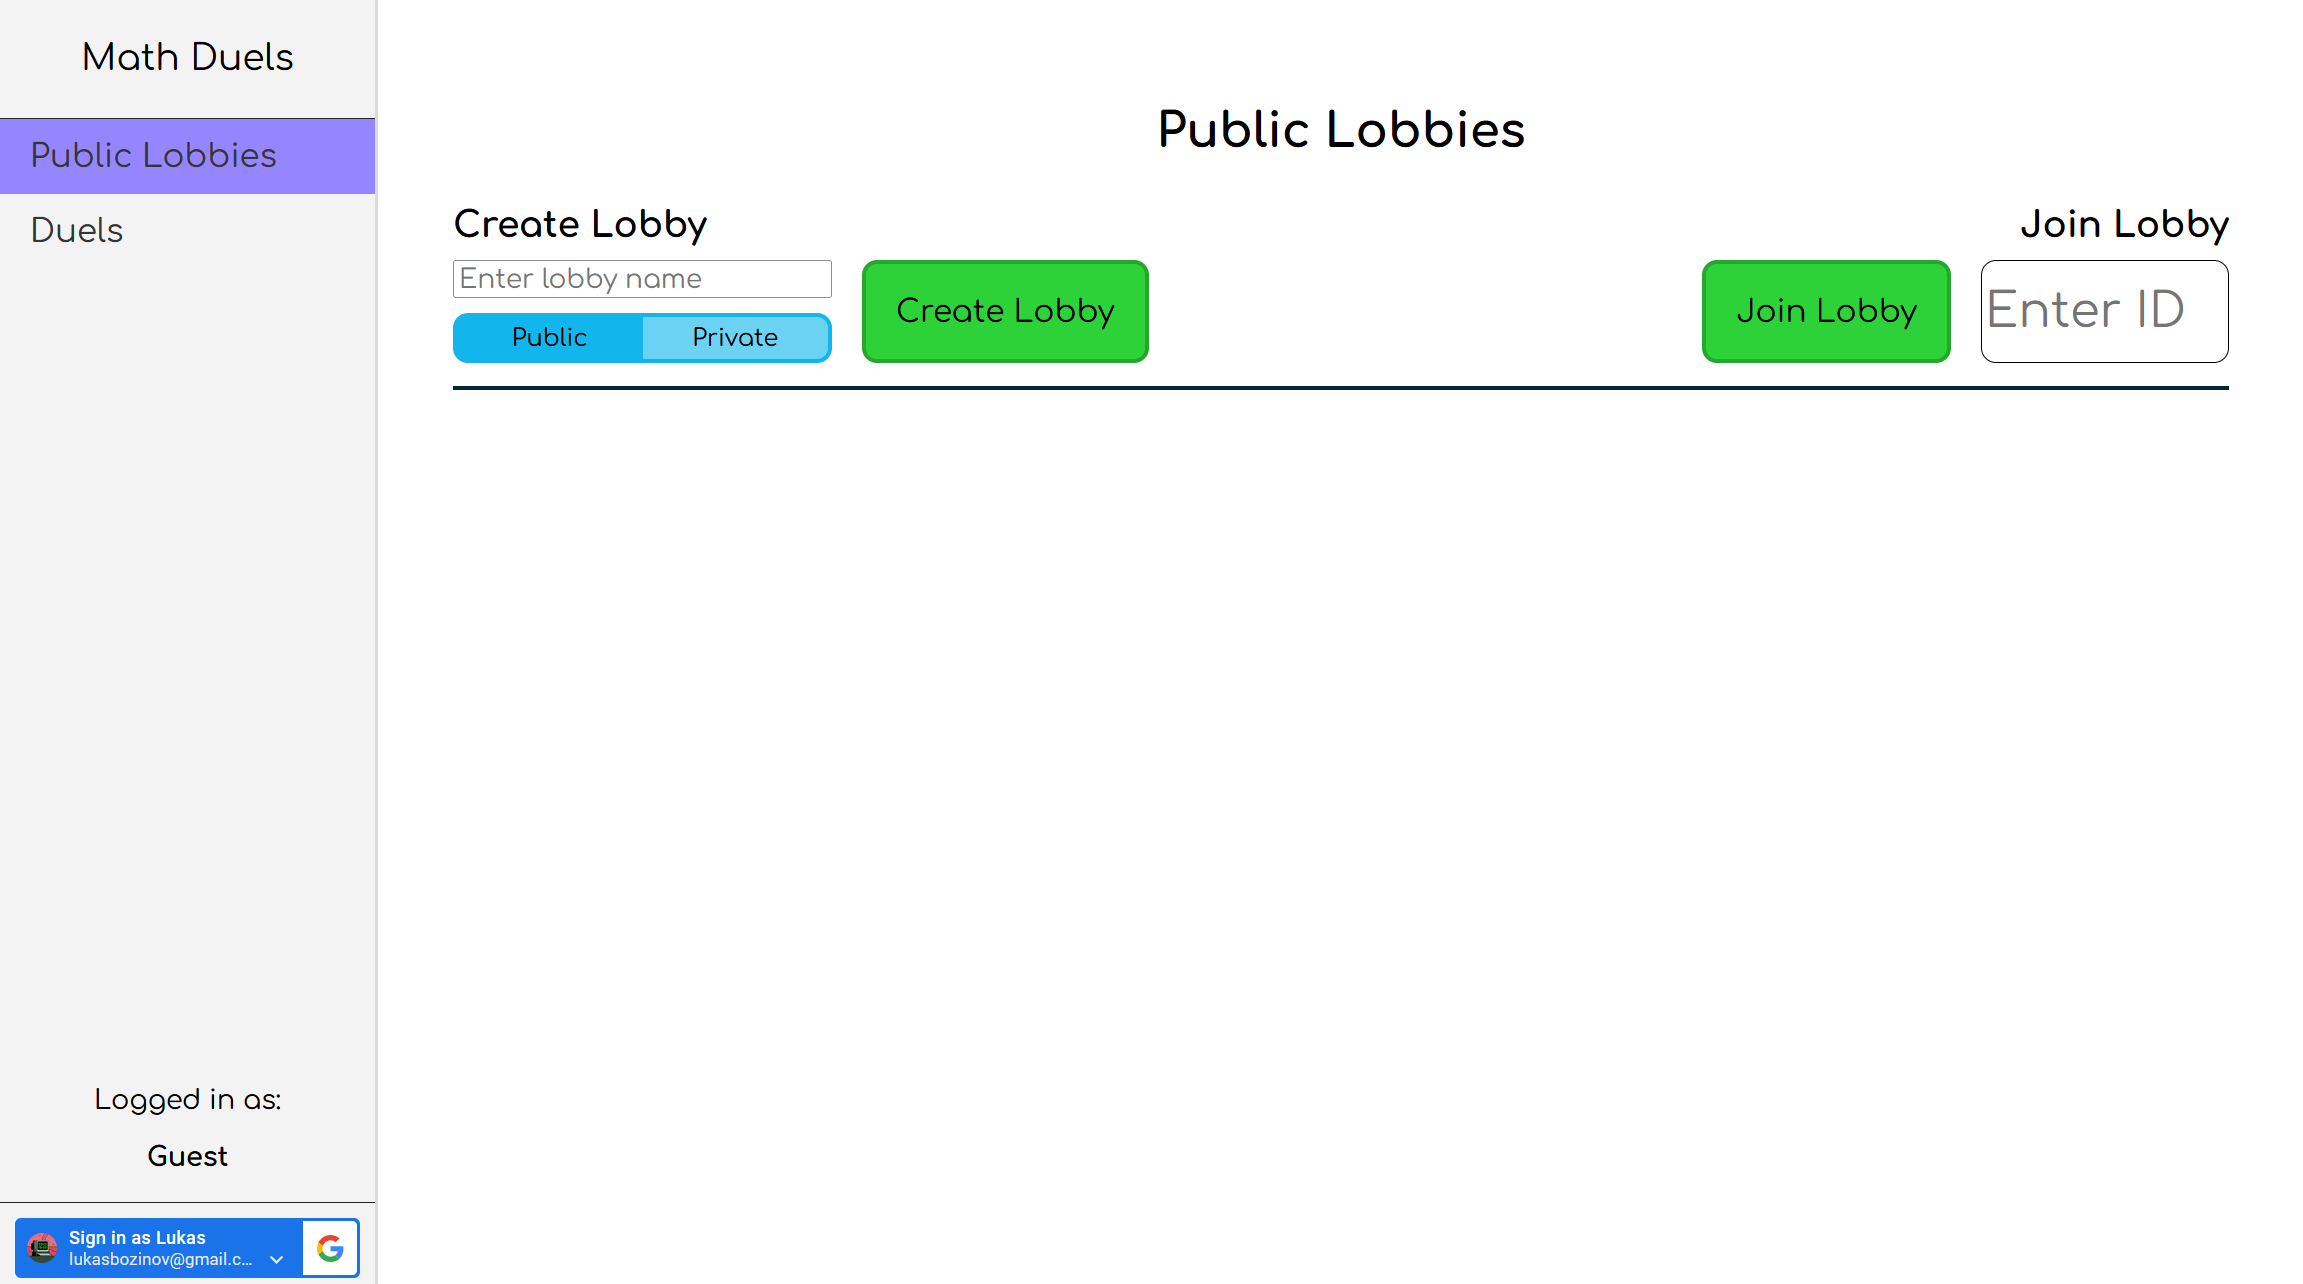 Math Duels
Public Lobbies
Duels
Public Lobbies
Create Lobby
Join Lobby
Enter lobby name
Public
Private
Create Lobby
Join Lobby
Enter ID
Logged in as:
Guest
Sign in as Lukas
lukasbozinov@gmail.c...